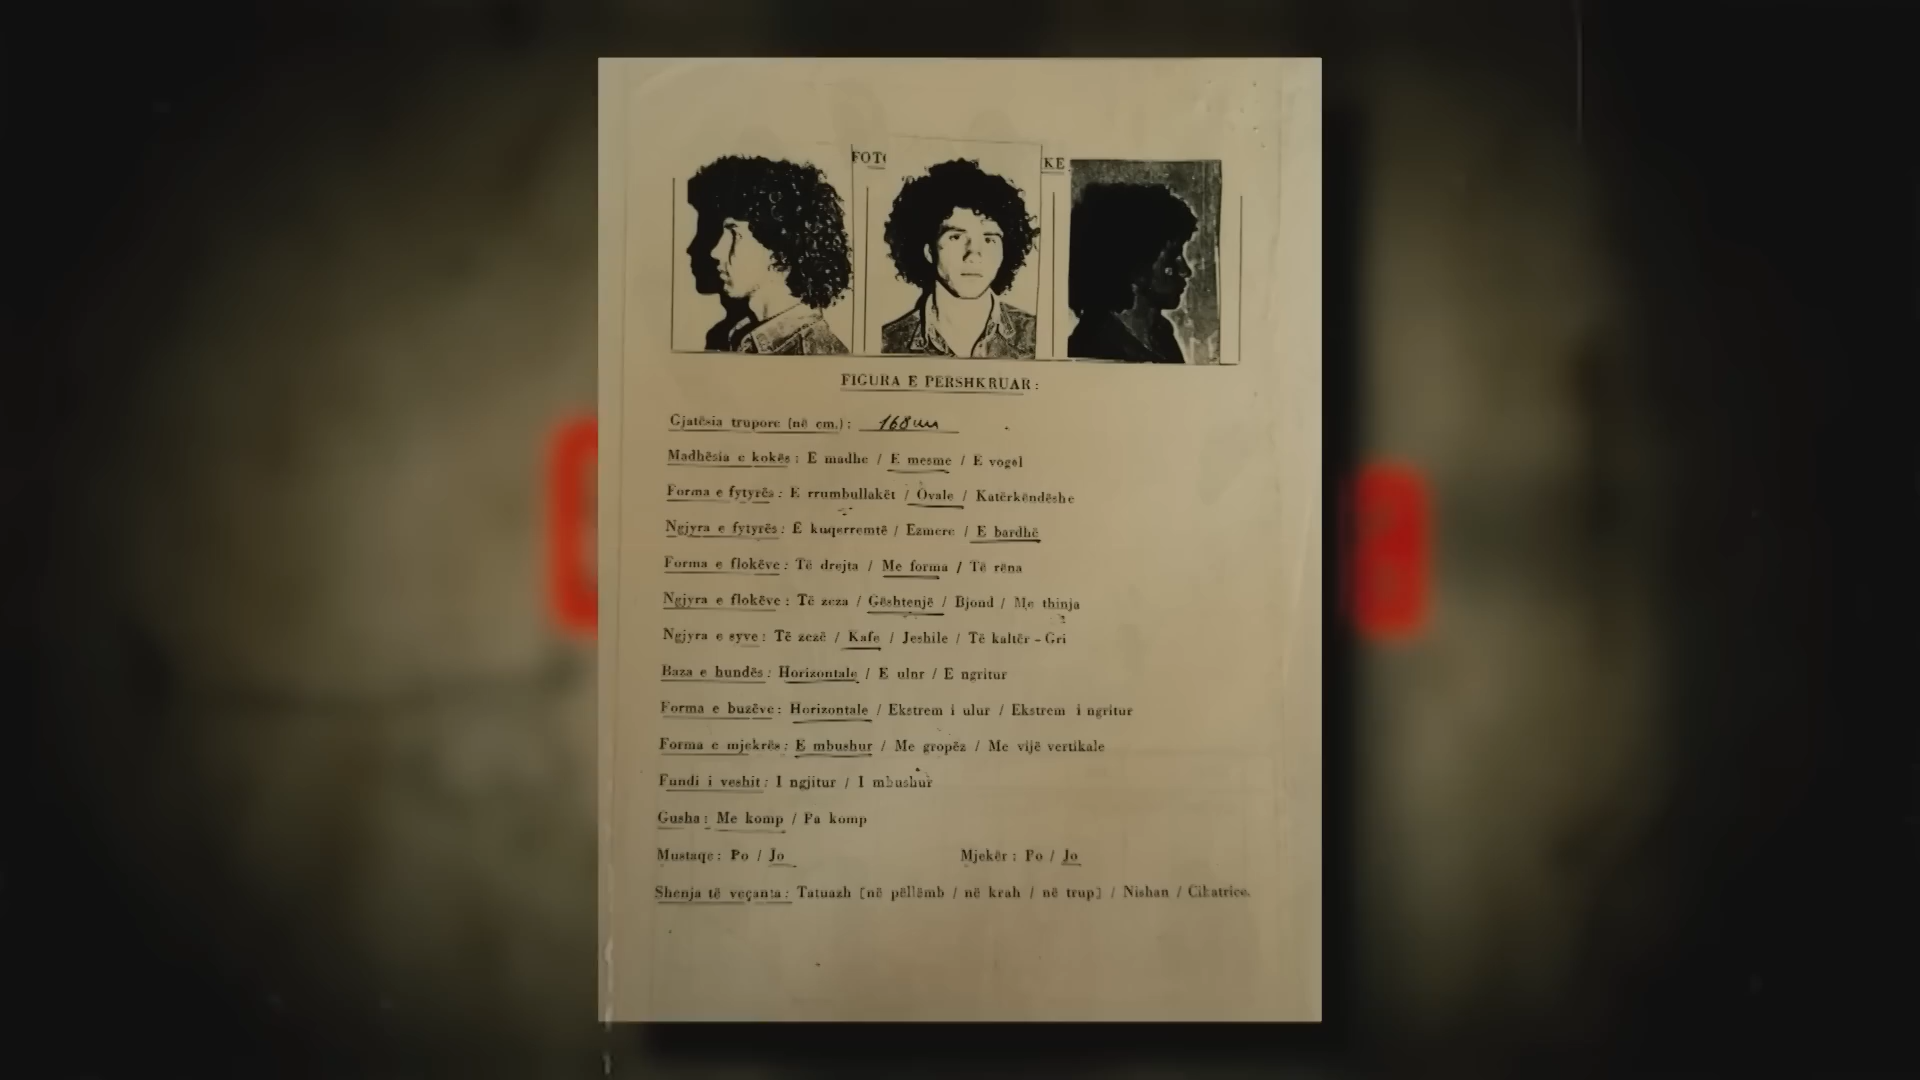 FOTO KE
FIGURA E PERSHKRUAR:
Gjatësia trupore (në cm.): 168 cm
Madhësia e kokës: E madhe / E mesme / E vogël
Forma e fytyrës: E rrumbullakët / Ovale / Katërkëndëshe
Ngjyra e fytyrës: E kuqerremtë / Ezmere / E bardhë
Forma e flokëve: Të drejta / Me forma / Të rëna
Ngjyra e flokëve: Të zeza / Gështenjë / Bjond / Me thinja
Ngjyra e syve: Të zezë / Kafe / Jeshile / Të kaltër - Gri
Baza e hundës: Horizontale / E ulur / E ngritur
Forma e buzëve: Horizontale / Ekstrem i ulur / Ekstrem i ngritur
Forma e mjekrës: E mbushur / Me gropëz / Me vijë vertikale
Fundi i veshit: I ngjitur / I mbushur
Gusha: Me komp / Pa komp
Mustaqe: Po / Jo Mjekër: Po / Jo
Shenja të veçanta: Tatuazh [në pëllëmb / në krah / në trup] / Nishan / Cikatrice.